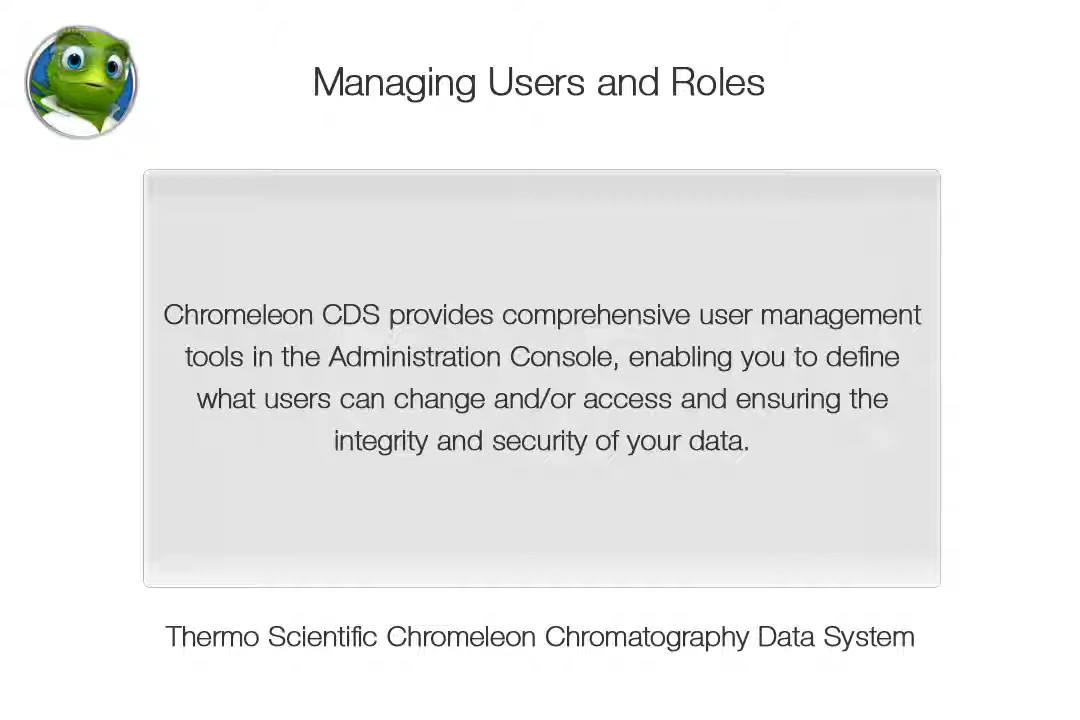 Managing Users and Roles
Chromeleon CDS provides comprehensive user management
tools in the Administration Console, enabling you to define
what users can change and/or access and ensuring the
integrity and security of your data.
Thermo Scientific Chromeleon Chromatography Data System